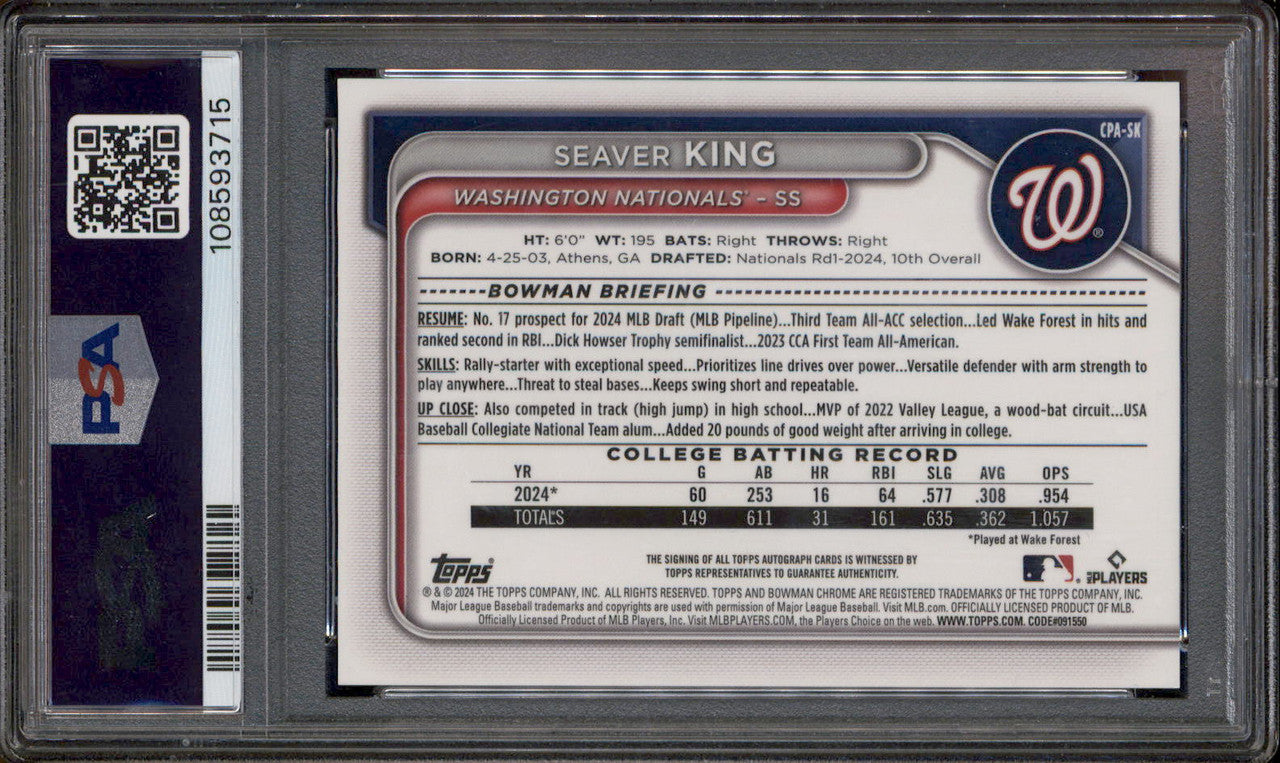 108593715
PSA
CPA-SK
SEAVER KING
WASHINGTON NATIONALS® - SS
W®
HT: 6'0" WT: 195 BATS: Right THROWS: Right
BORN: 4-25-03, Athens, GA DRAFTED: Nationals Rd1-2024, 10th Overall
BOWMAN BRIEFING
RESUME: No. 17 prospect for 2024 MLB Draft (MLB Pipeline)...Third Team All-ACC selection...Led Wake Forest in hits and
ranked second in RBI...Dick Howser Trophy semifinalist...2023 CCA First Team All-American.
SKILLS: Rally-starter with exceptional speed...Prioritizes line drives over power...Versatile defender with arm strength to
play anywhere...Threat to steal bases...Keeps swing short and repeatable.
UP CLOSE: Also competed in track (high jump) in high school...MVP of 2022 Valley League, a wood-bat circuit...USA
Baseball Collegiate National Team alum...Added 20 pounds of good weight after arriving in college.
COLLEGE BATTING RECORD
YR G AB HR RBI SLG AVG OPS
2024* 60 253 16 64 .577 .308 .954
TOTALS 149 611 31 161 .635 .362 1.057
*Played at Wake Forest
Topps®
THE SIGNING OF ALL TOPPS AUTOGRAPH CARDS IS WITNESSED BY
TOPPS REPRESENTATIVES TO GUARANTEE AUTHENTICITY.
MLB PLAYERS
® & © 2024 THE TOPPS COMPANY, INC. ALL RIGHTS RESERVED. TOPPS AND BOWMAN CHROME ARE REGISTERED TRADEMARKS OF THE TOPPS COMPANY, INC.
Major League Baseball trademarks and copyrights are used with permission of Major League Baseball. Visit MLB.com. OFFICIALLY LICENSED PRODUCT OF MLB.
Officially Licensed Product of MLB Players, Inc. Visit MLBPLAYERS.COM, the Players Choice on the web. WWW.TOPPS.COM. CODE#091550